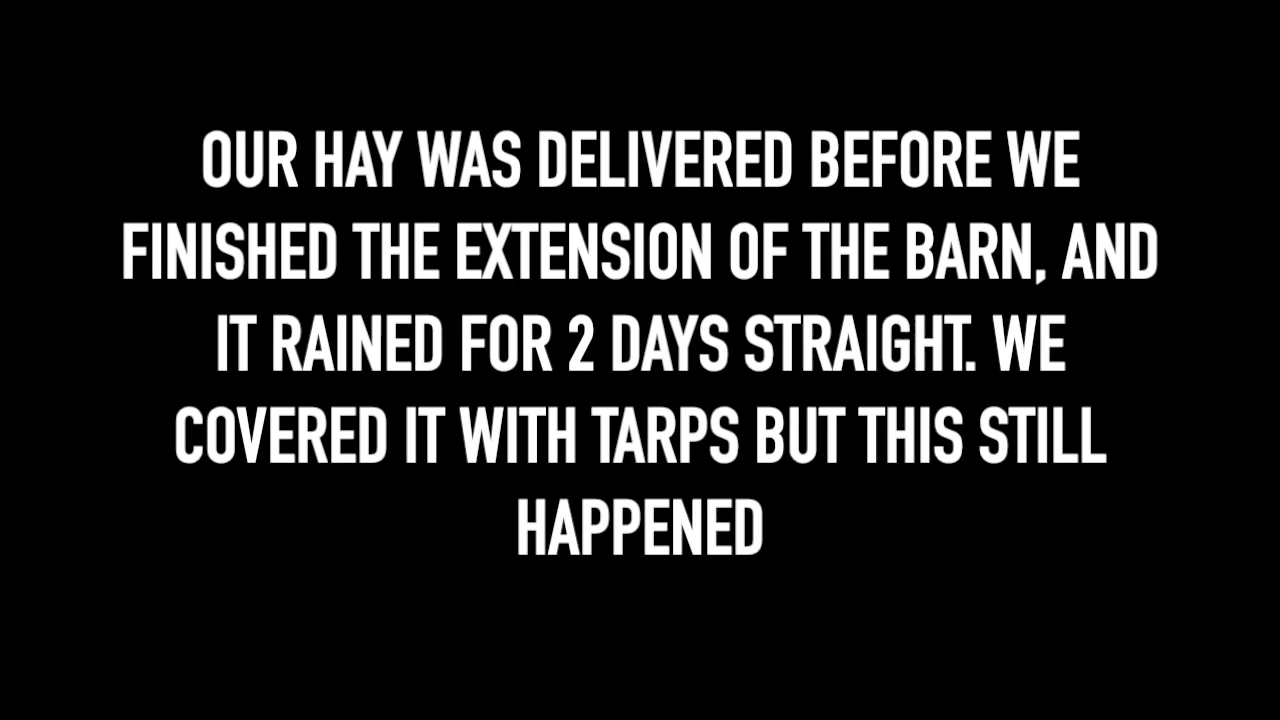 OUR HAY WAS DELIVERED BEFORE WE
FINISHED THE EXTENSION OF THE BARN, AND
IT RAINED FOR 2 DAYS STRAIGHT. WE
COVERED IT WITH TARPS BUT THIS STILL
HAPPENED